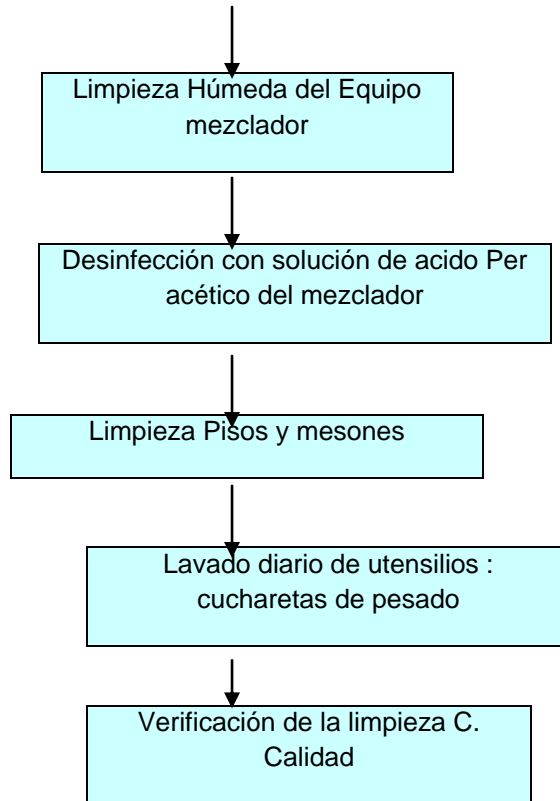 Limpieza Húmeda del Equipo
mezclador
Desinfección con solución de acido Per
acético del mezclador
Limpieza Pisos y mesones
Lavado diario de utensilios :
cucharetas de pesado
Verificación de la limpieza C.
Calidad